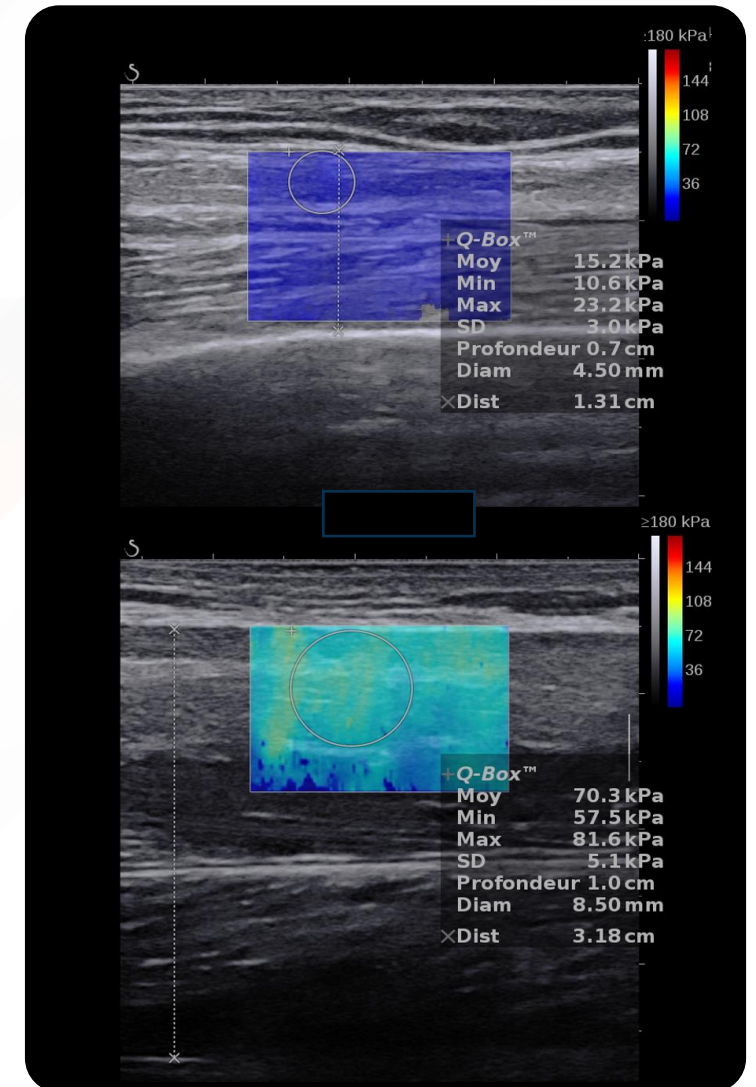 :180 kPa
144
108
72
36
+Q-Box™
Moy 15.2 kPa
Min 10.6 kPa
Max 23.2 kPa
SD 3.0 kPa
Profondeur 0.7 cm
Diam 4.50 mm
×Dist 1.31 cm
≥180 kPa
144
108
72
36
+Q-Box™
Moy 70.3 kPa
Min 57.5 kPa
Max 81.6 kPa
SD 5.1 kPa
Profondeur 1.0 cm
Diam 8.50 mm
×Dist 3.18 cm